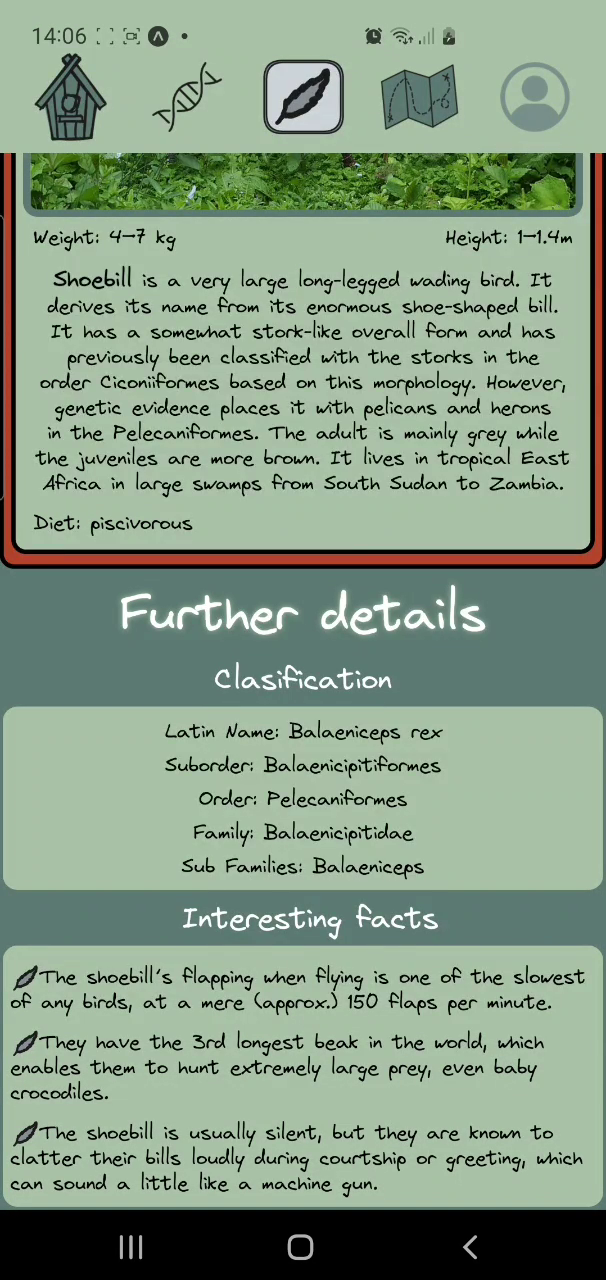 14:06
Weight: 4–7 kg
Height: 1–1.4m
Shoebill is a very large long-legged wading bird. It
derives its name from its enormous shoe-shaped bill.
It has a somewhat stork-like overall form and has
previously been classified with the storks in the
order Ciconiiformes based on this morphology. However,
genetic evidence places it with pelicans and herons
in the Pelecaniformes. The adult is mainly grey while
the juveniles are more brown. It lives in tropical East
Africa in large swamps from South Sudan to Zambia.
Diet: piscivorous
Further details
Clasification
Latin Name: Balaeniceps rex
Suborder: Balaenicipitiformes
Order: Pelecaniformes
Family: Balaenicipitidae
Sub Families: Balaeniceps
Interesting facts
The shoebill's flapping when flying is one of the slowest
of any birds, at a mere (approx.) 150 flaps per minute.
They have the 3rd longest beak in the world, which
enables them to hunt extremely large prey, even baby
crocodiles.
The shoebill is usually silent, but they are known to
clatter their bills loudly during courtship or greeting, which
can sound a little like a machine gun.